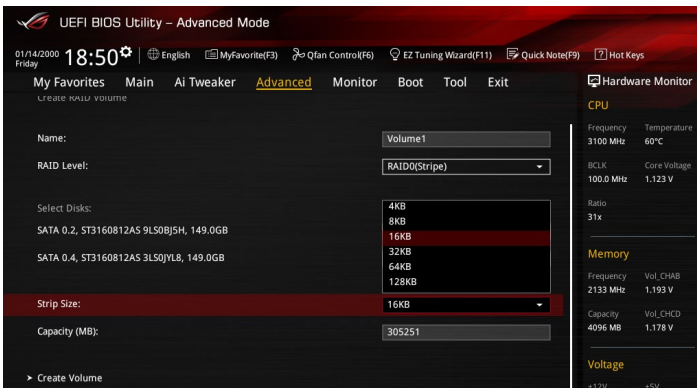 UEFI BIOS Utility – Advanced Mode
01/14/2000 Friday 18:50 English MyFavorite(F3) Qfan Control(F6) EZ Tuning Wizard(F11) Quick Note(F9) ? Hot Keys
My Favorites Main Ai Tweaker Advanced Monitor Boot Tool Exit
Hardware Monitor
Create RAID Volume
Name: Volume1
RAID Level: RAID0(Stripe)
Select Disks:
SATA 0.2, ST3160812AS 9LS0BJ5H, 149.0GB
SATA 0.4, ST3160812AS 3LS0JYL8, 149.0GB
4KB
8KB
16KB
32KB
64KB
128KB
Strip Size: 16KB
Capacity (MB): 305251
> Create Volume
CPU
Frequency Temperature
3100 MHz 60°C
BCLK Core Voltage
100.0 MHz 1.123 V
Ratio
31x
Memory
Frequency Vol_CHAB
2133 MHz 1.193 V
Capacity Vol_CHCD
4096 MB 1.178 V
Voltage
+12V +5V